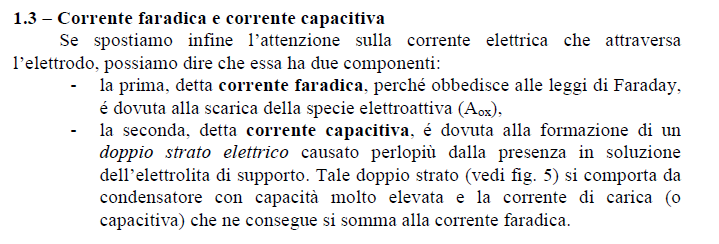 1.3 – Corrente faradica e corrente capacitiva
Se spostiamo infine l'attenzione sulla corrente elettrica che attraversa
l'elettrodo, possiamo dire che essa ha due componenti:
- la prima, detta corrente faradica, perché obbedisce alle leggi di Faraday,
é dovuta alla scarica della specie elettroattiva (Aox),
- la seconda, detta corrente capacitiva, é dovuta alla formazione di un
doppio strato elettrico causato perlopiù dalla presenza in soluzione
dell'elettrolita di supporto. Tale doppio strato (vedi fig. 5) si comporta da
condensatore con capacità molto elevata e la corrente di carica (o
capacitiva) che ne consegue si somma alla corrente faradica.